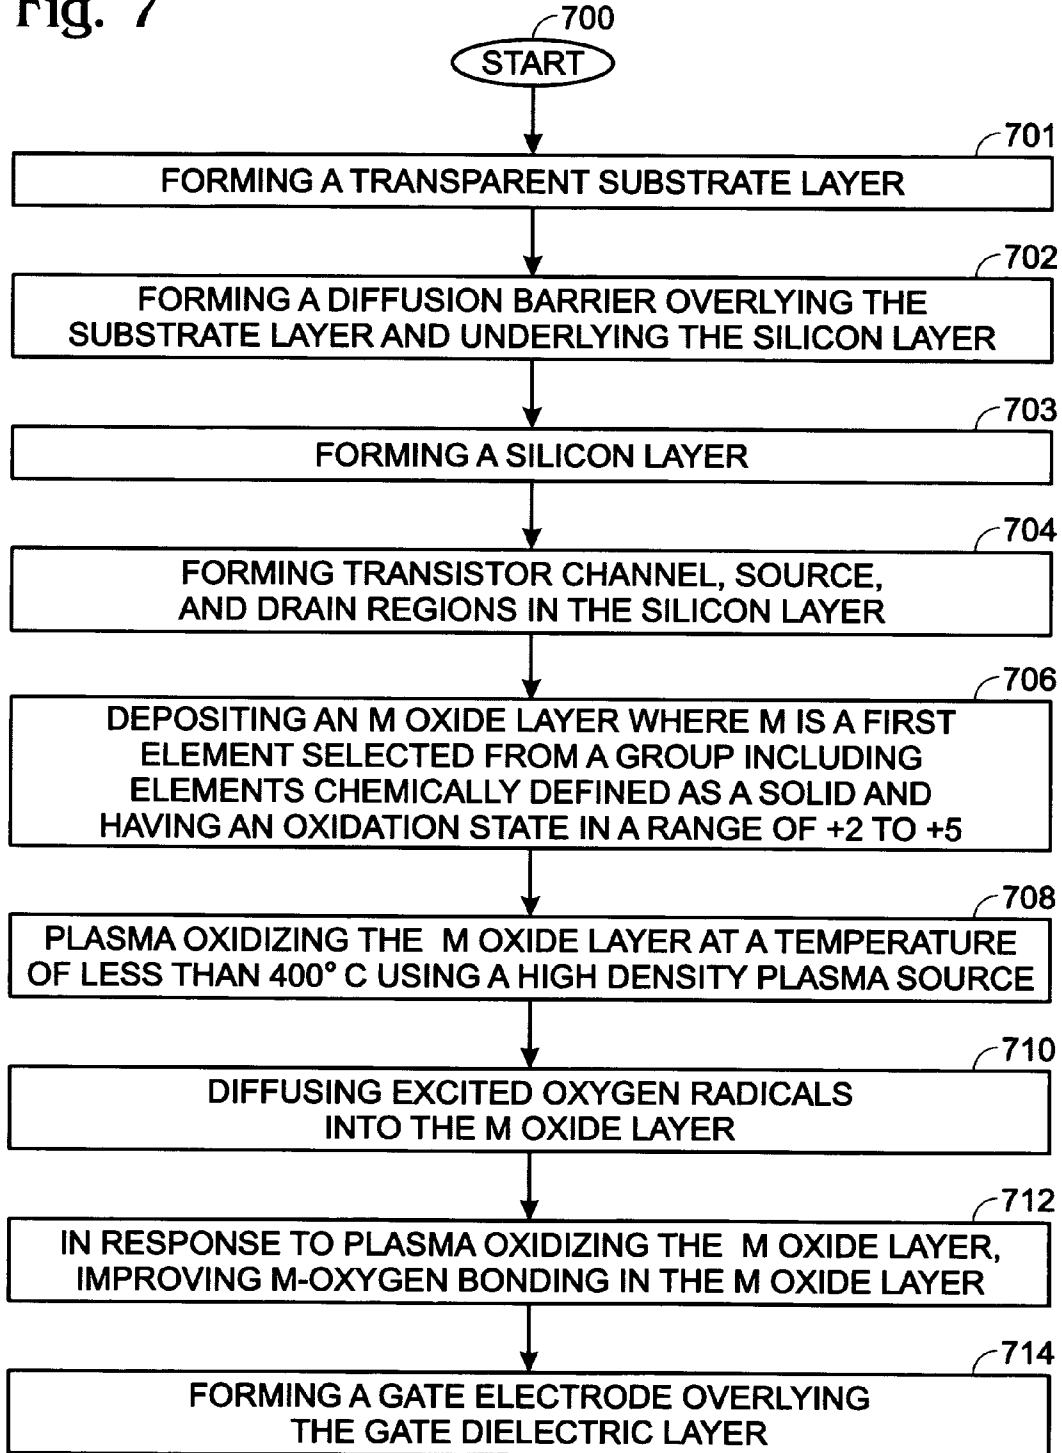 Fig. 7
700
START
701
FORMING A TRANSPARENT SUBSTRATE LAYER
702
FORMING A DIFFUSION BARRIER OVERLYING THE
SUBSTRATE LAYER AND UNDERLYING THE SILICON LAYER
703
FORMING A SILICON LAYER
704
FORMING TRANSISTOR CHANNEL, SOURCE,
AND DRAIN REGIONS IN THE SILICON LAYER
706
DEPOSITING AN M OXIDE LAYER WHERE M IS A FIRST
ELEMENT SELECTED FROM A GROUP INCLUDING
ELEMENTS CHEMICALLY DEFINED AS A SOLID AND
HAVING AN OXIDATION STATE IN A RANGE OF +2 TO +5
708
PLASMA OXIDIZING THE M OXIDE LAYER AT A TEMPERATURE
OF LESS THAN 400° C USING A HIGH DENSITY PLASMA SOURCE
710
DIFFUSING EXCITED OXYGEN RADICALS
INTO THE M OXIDE LAYER
712
IN RESPONSE TO PLASMA OXIDIZING THE M OXIDE LAYER,
IMPROVING M-OXYGEN BONDING IN THE M OXIDE LAYER
714
FORMING A GATE ELECTRODE OVERLYING
THE GATE DIELECTRIC LAYER